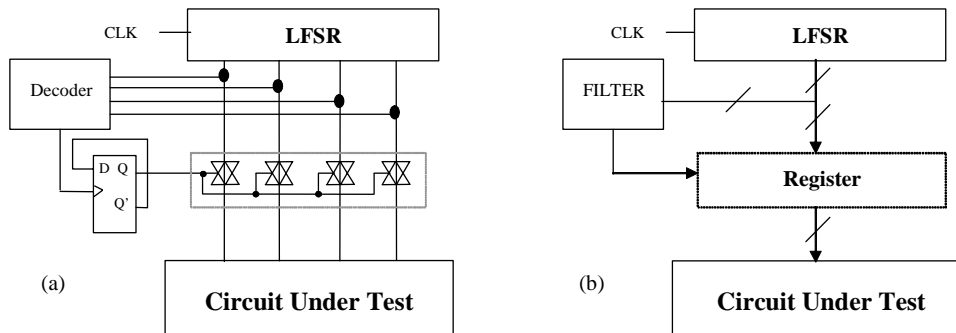 CLK
LFSR
Decoder
D Q
Q'
(a)
Circuit Under Test
CLK
LFSR
FILTER
Register
(b)
Circuit Under Test